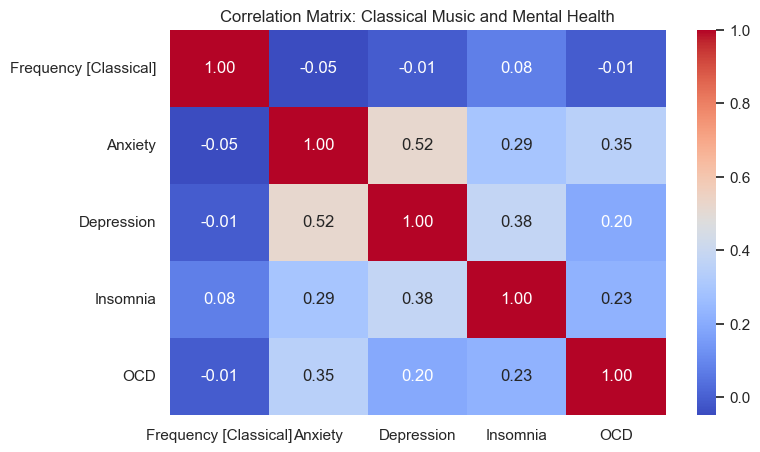 Correlation Matrix: Classical Music and Mental Health
Frequency [Classical] 1.00 -0.05 -0.01 0.08 -0.01
Anxiety -0.05 1.00 0.52 0.29 0.35
Depression -0.01 0.52 1.00 0.38 0.20
Insomnia 0.08 0.29 0.38 1.00 0.23
OCD -0.01 0.35 0.20 0.23 1.00
Frequency [Classical] Anxiety Depression Insomnia OCD
1.0
0.8
0.6
0.4
0.2
0.0